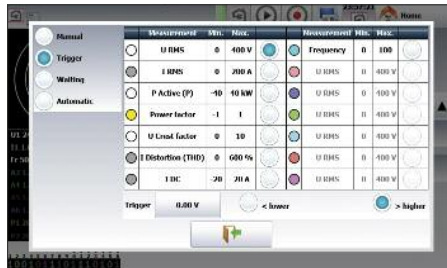 Home
Manual
Trigger
Waiting
Automatic
Measurement Min. Max.
U RMS 0 400 V
I RMS 0 200 A
P Active (P) -40 40 kW
Power factor -1 1
U Crest factor 0 10
I Distortion (THD) 0 600 %
I DC -20 20 A
Measurement Min. Max.
Frequency 0 100
U RMS 0 400 V
U RMS 0 400 V
U RMS 0 400 V
U RMS 0 400 V
U RMS 0 400 V
U RMS 0 400 V
Trigger 0.00 V < lower > higher